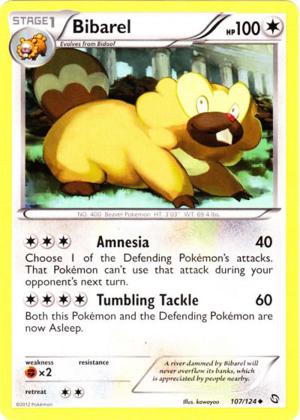 STAGE1
Bibarel
HP100
Evolves from Bidoof
NO. 400 Beaver Pokémon HT. 3'03" WT. 69.4 lbs.
Amnesia 40
Choose 1 of the Defending Pokémon's attacks.
That Pokémon can't use that attack during your
opponent's next turn.
Tumbling Tackle 60
Both this Pokémon and the Defending Pokémon are
now Asleep.
weakness resistance
×2
retreat
A river dammed by Bibarel will
never overflow its banks, which
is appreciated by people nearby.
©2012 Pokémon
Illus. kawayoo
107/124